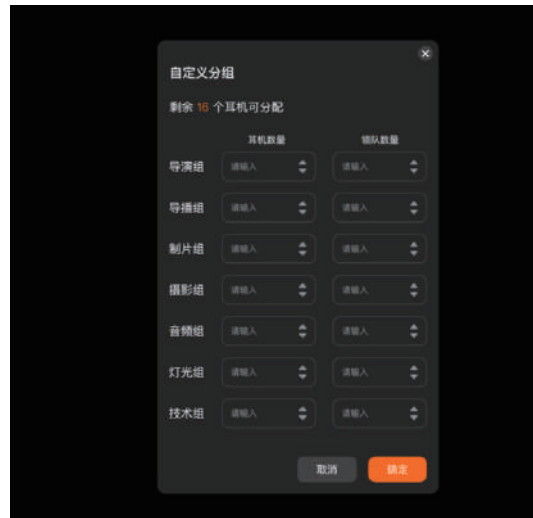 自定义分组
剩余 16 个耳机可分配
耳机数量 领队数量
导演组 请输入 请输入
导播组 请输入 请输入
制片组 请输入 请输入
摄影组 请输入 请输入
音频组 请输入 请输入
灯光组 请输入 请输入
技术组 请输入 请输入
取消 确定